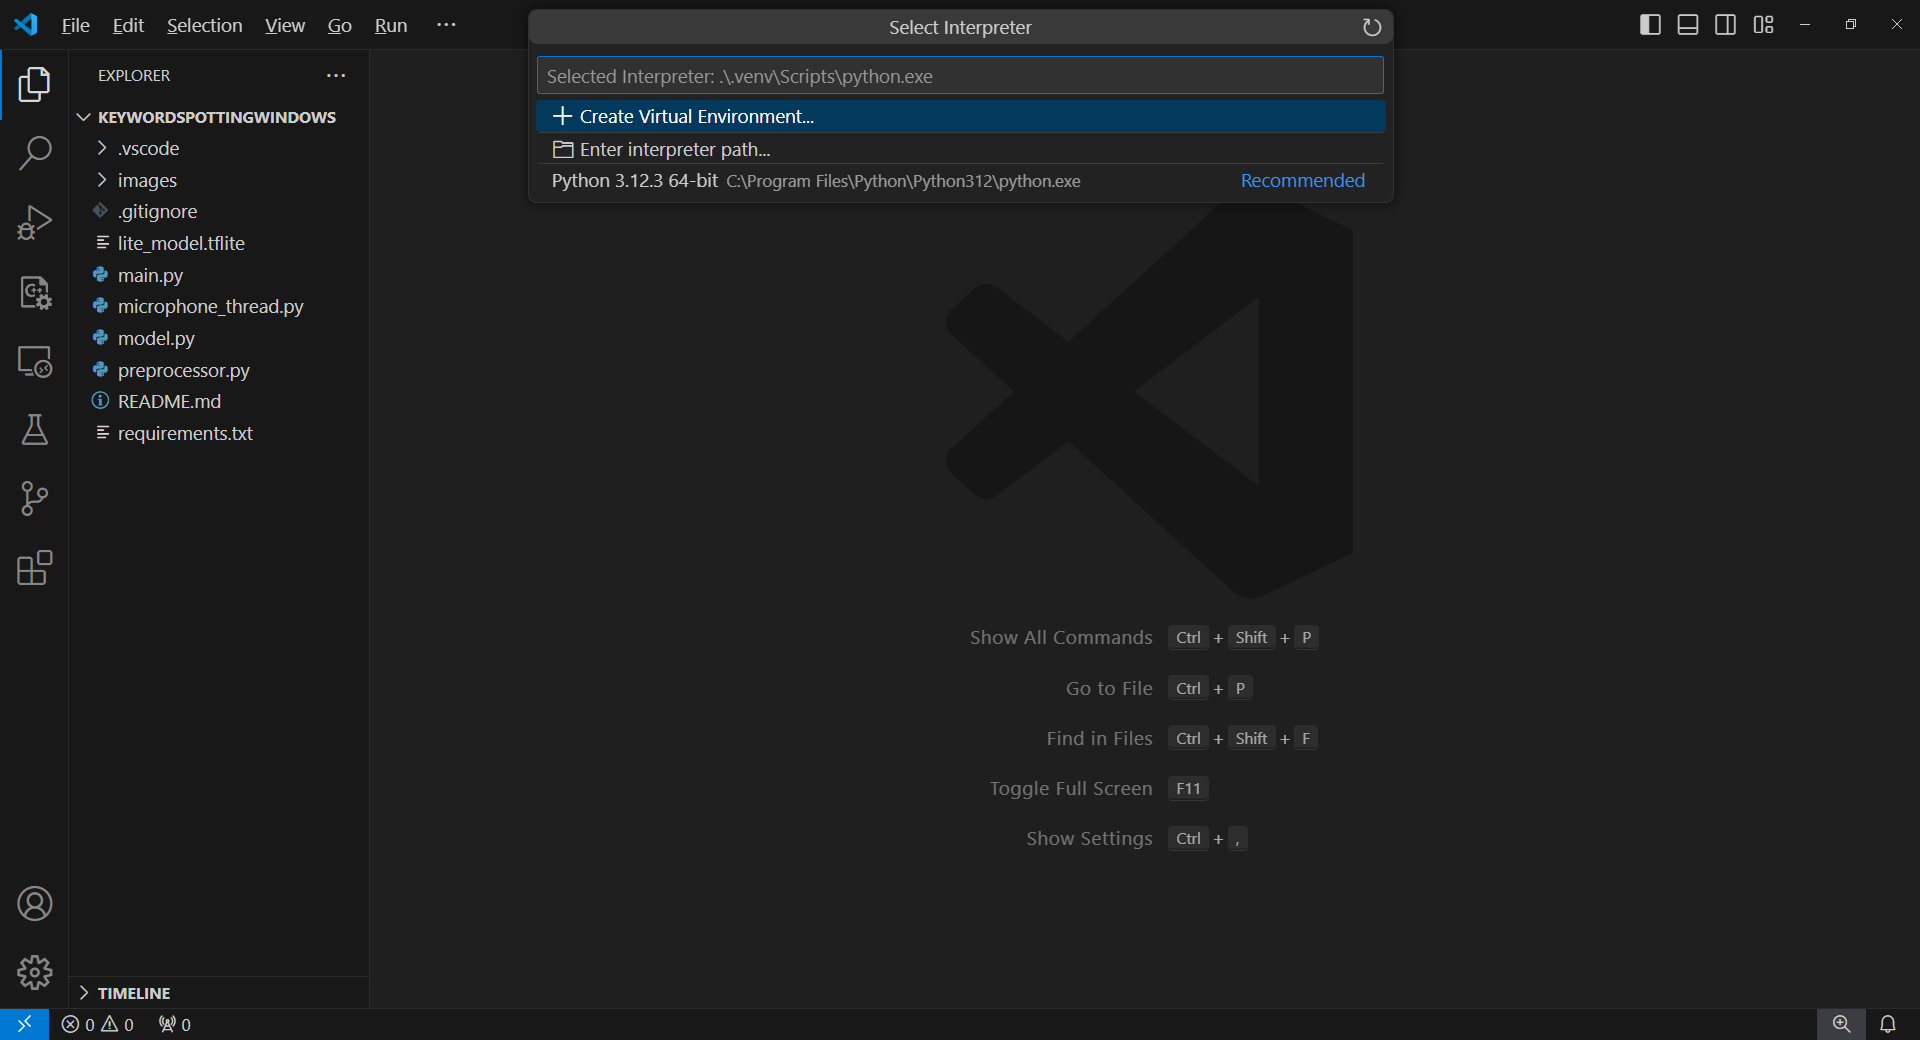 File Edit Selection View Go Run ···
Select Interpreter
Selected Interpreter: .\.venv\Scripts\python.exe
Create Virtual Environment...
Enter interpreter path...
Python 3.12.3 64-bit C:\Program Files\Python\Python312\python.exe Recommended
EXPLORER ···
KEYWORDSPOTTINGWINDOWS
.vscode
images
.gitignore
lite_model.tflite
main.py
microphone_thread.py
model.py
preprocessor.py
README.md
requirements.txt
TIMELINE
Show All Commands Ctrl + Shift + P
Go to File Ctrl + P
Find in Files Ctrl + Shift + F
Toggle Full Screen F11
Show Settings Ctrl + ,
0 0 0